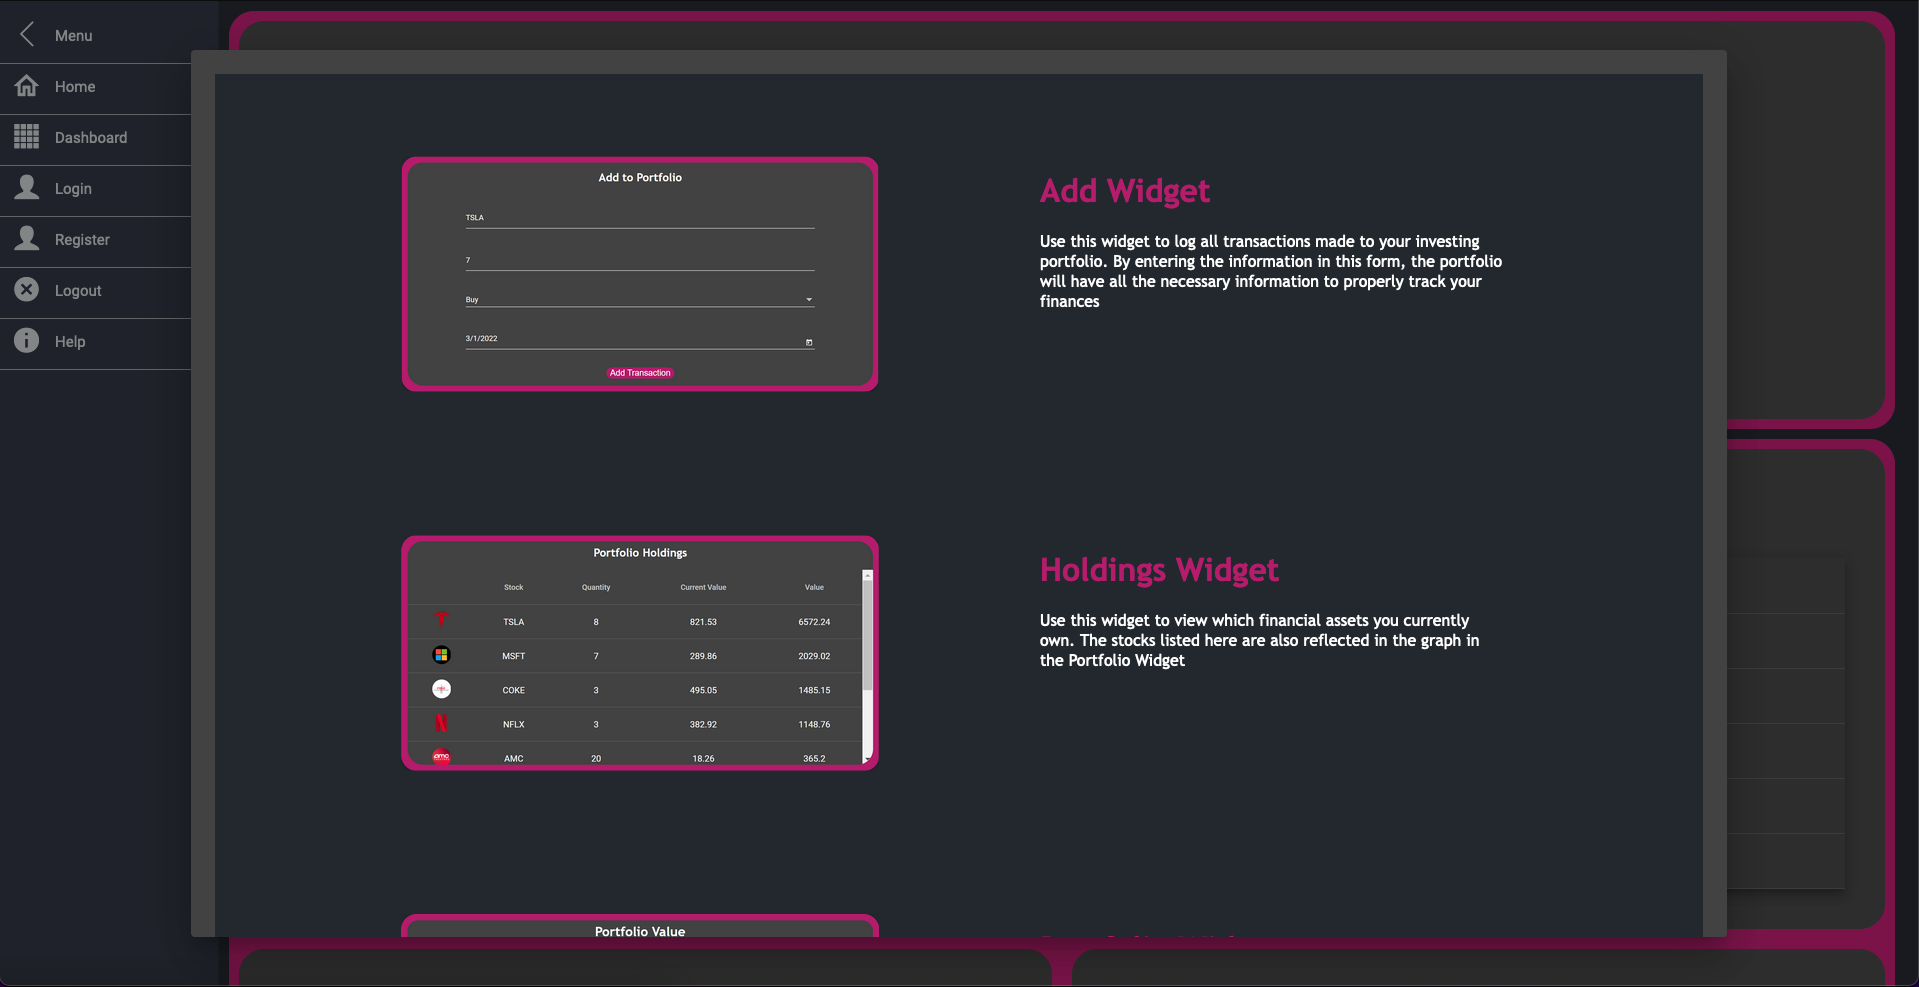 Menu
Home
Dashboard
Login
Register
Logout
Help
Add to Portfolio
TSLA
7
Buy
3/1/2022
Add Transaction
Add Widget
Use this widget to log all transactions made to your investing
portfolio. By entering the information in this form, the portfolio
will have all the necessary information to properly track your
finances
Portfolio Holdings
Stock Quantity Current Value Value
TSLA 8 821.53 6572.24
MSFT 7 289.86 2029.02
COKE 3 495.05 1485.15
NFLX 3 382.92 1148.76
amc AMC 20 18.26 365.2
Holdings Widget
Use this widget to view which financial assets you currently
own. The stocks listed here are also reflected in the graph in
the Portfolio Widget
Portfolio Value